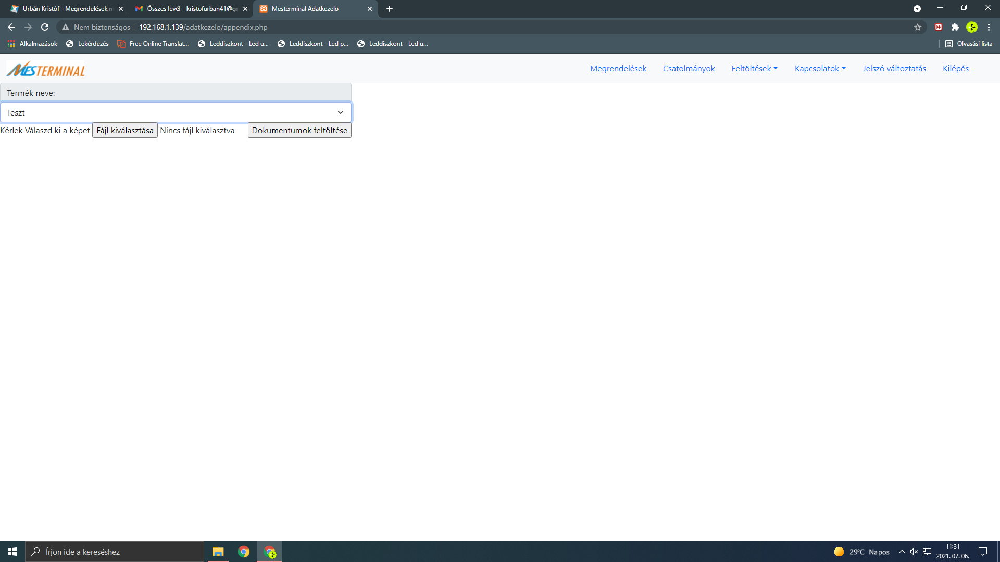 Urbán Kristóf - Megrendelések m
Összes levél - kristofurban41@gm
Mesterminal Adatkezelo
Nem biztonságos
192.168.1.139/adatkezelo/appendix.php
Alkalmazások
Lekérdezés
Free Online Translat...
Leddiszkont - Led u...
Leddiszkont - Led p...
Leddiszkont - Led u...
Olvasási lista
MESTERMINAL
Megrendelések
Csatolmányok
Feltöltések
Kapcsolatok
Jelszó változtatás
Kilépés
Termék neve:
Teszt
Kérlek Válaszd ki a képet Fájl kiválasztása Nincs fájl kiválasztva Dokumentumok feltöltése
Írjon ide a kereséshez
29°C Napos
11:31
2021. 07. 06.